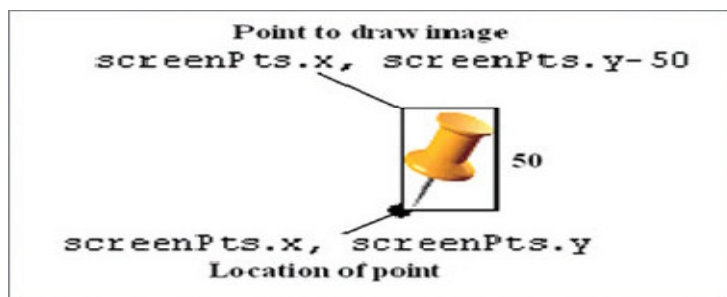 Point to draw image
screenPts.x, screenPts.y-50
50
screenPts.x, screenPts.y
Location of point